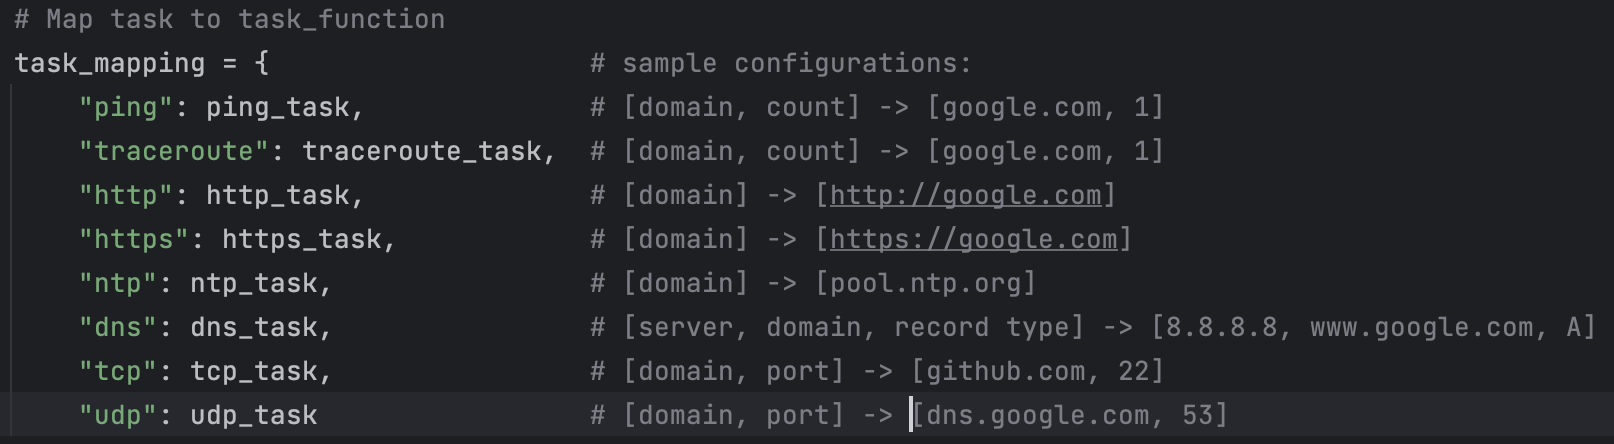 # Map task to task_function
task_mapping = {                    # sample configurations:
    "ping": ping_task,              # [domain, count] -> [google.com, 1]
    "traceroute": traceroute_task,  # [domain, count] -> [google.com, 1]
    "http": http_task,              # [domain] -> [http://google.com]
    "https": https_task,            # [domain] -> [https://google.com]
    "ntp": ntp_task,                # [domain] -> [pool.ntp.org]
    "dns": dns_task,                # [server, domain, record type] -> [8.8.8.8, www.google.com, A]
    "tcp": tcp_task,                # [domain, port] -> [github.com, 22]
    "udp": udp_task                 # [domain, port] -> [dns.google.com, 53]